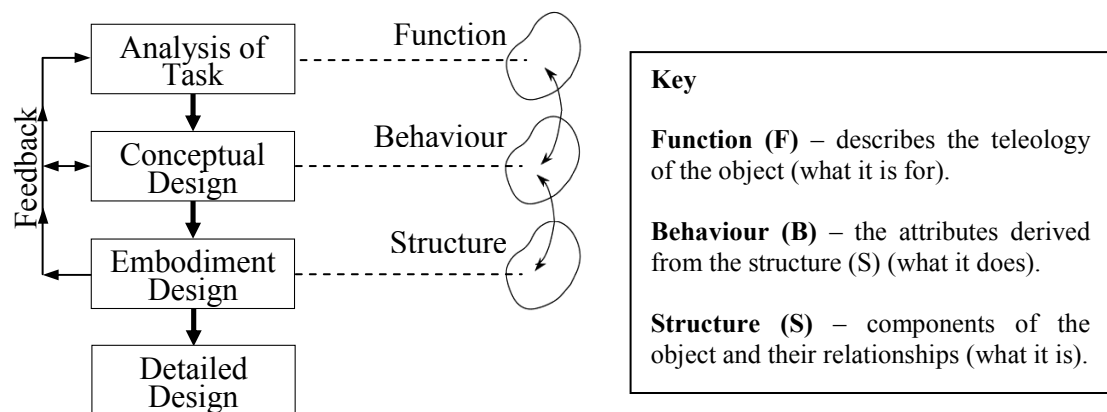 Analysis of
Task
Function
Conceptual
Design
Behaviour
Feedback
Embodiment
Design
Structure
Detailed
Design
Key
Function (F) – describes the teleology
of the object (what it is for).
Behaviour (B) – the attributes derived
from the structure (S) (what it does).
Structure (S) – components of the
object and their relationships (what it is).